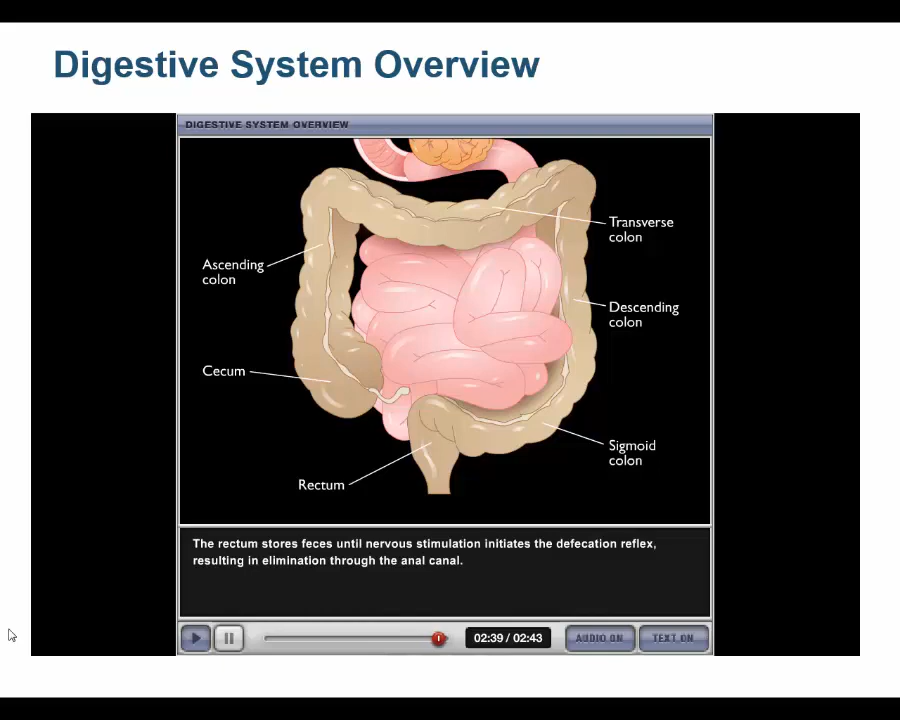 Digestive System Overview
DIGESTIVE SYSTEM OVERVIEW
Transverse
colon
Ascending
colon
Descending
colon
Cecum
Sigmoid
colon
Rectum
The rectum stores feces until nervous stimulation initiates the defecation reflex,
resulting in elimination through the anal canal.
02:39 / 02:43
AUDIO ON
TEXT ON